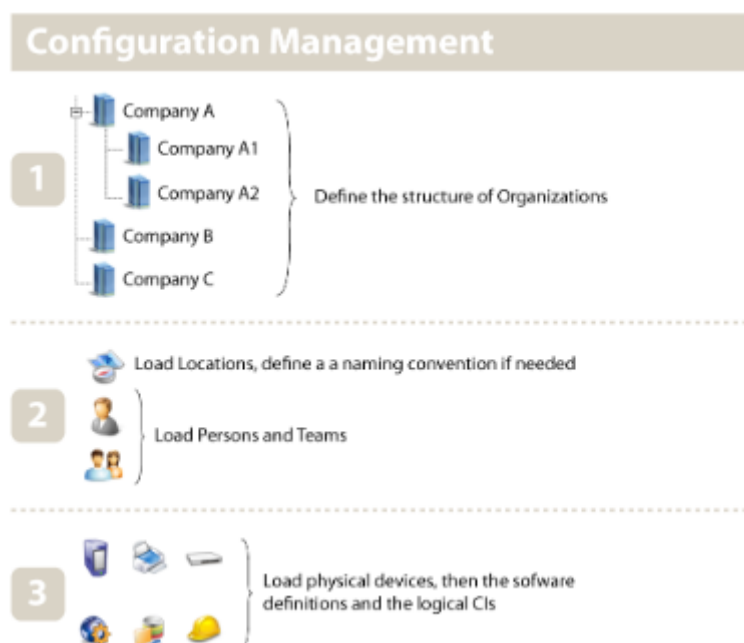 Configuration Management
Company A
Company A1
1
Company A2
Define the structure of Organizations
Company B
Company C
Load Locations, define a a naming convention if needed
2
Load Persons and Teams
3
Load physical devices, then the sofware
definitions and the logical CIs